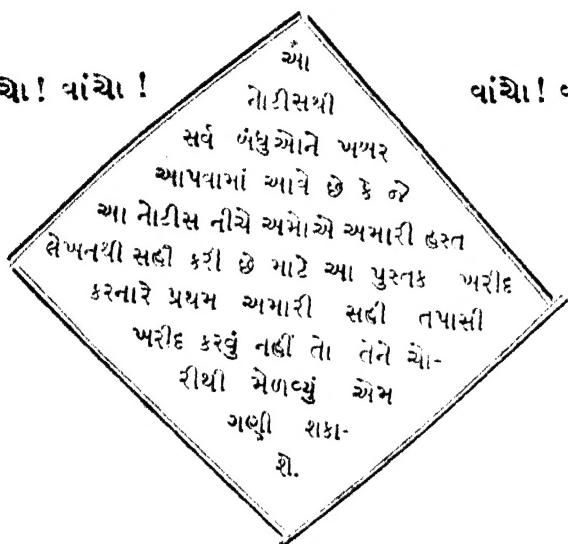 વાંચો !
વાંચો !
આ
નોટીસથી
સર્વ બંધુઓને ખબર
આપવામાં આવે છે કે જે
આ નોટીસ નીચે અમોએ અમારી હસ્ત
લેખનથી સહી કરી છે માટે આ પુસ્તક ખરીદ
કરનારે પ્રથમ અમારી સહી તપાસી
ખરીદ કરવું નહીં તો તેને ચો-
રીથી મેળવ્યું એમ
ગણી શકા-
શે.